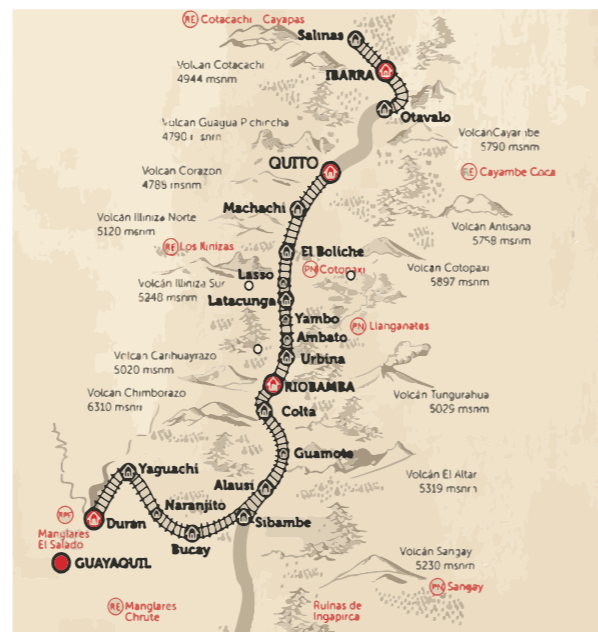 RE Cotacachi Cayapas
Salinas
Volcan Cotacachi
4944 msnm
IBARRA
Otavalo
Volcan Guagua Pichincha
4790
VolcanCayambe
5790 msnm
QUITO
Volcan Corazon
4786 msnm
RE Cayambe Coca
Machachi
Volcán Illiniza Norte
5120 msnm
Volcán Antisana
5758 msnm
RE Los Ilinizas
El Boliche
Lasso
PN Cotopaxi
Volcan Cotopaxi
5897 msnm
Volcán Illiniza Sur
5248 msnm
Latacunga
Yambo
PN Llanganates
Ambato
Volcan Carihuayrazo
5020 msnm
Urbina
RIOBAMBA
Volcán Chimborazo
6310 msnm
Volcán Tungurahua
5029 msnm
Colta
Guamote
Yaguachi
Alausí
Volcán El Altar
5319 msnm
Naranjito
Durán
Sibambe
Manglares
El Salado
Bucay
GUAYAQUIL
Volcán Sangay
5230 msnm
PN Sangay
RE Manglares
Chrute
Ruinas de
Ingapirca